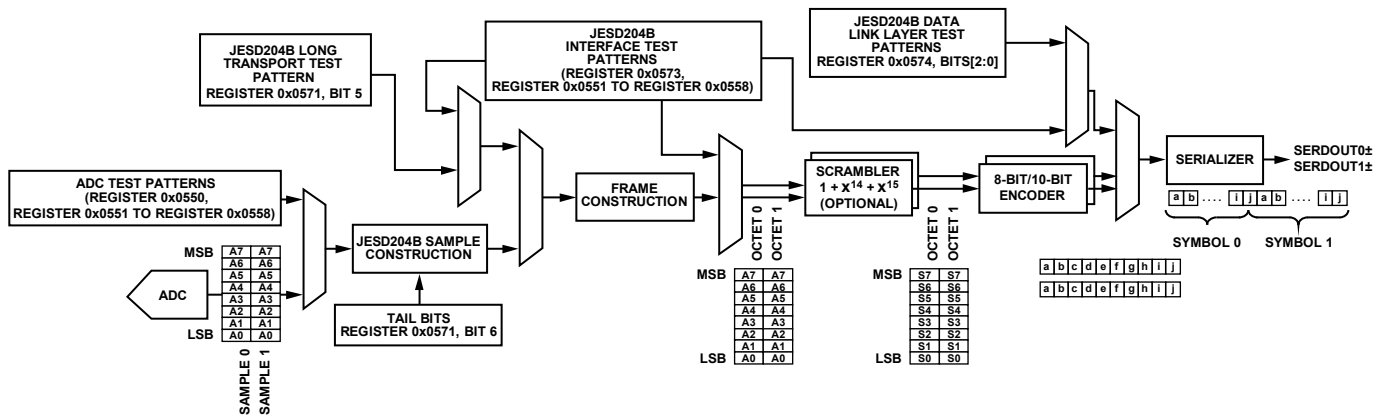 JESD204B LONG
TRANSPORT TEST
PATTERN
REGISTER 0x0571, BIT 5
JESD204B
INTERFACE TEST
PATTERNS
(REGISTER 0x0573,
REGISTER 0x0551 TO REGISTER 0x0558)
JESD204B DATA
LINK LAYER TEST
PATTERNS
REGISTER 0x0574, BITS[2:0]
ADC TEST PATTERNS
(REGISTER 0x0550,
REGISTER 0x0551 TO REGISTER 0x0558)
ADC
MSB
LSB
A7 A7
A6 A6
A5 A5
A4 A4
A3 A3
A2 A2
A1 A1
A0 A0
SAMPLE 0
SAMPLE 1
JESD204B SAMPLE
CONSTRUCTION
TAIL BITS
REGISTER 0x0571, BIT 6
FRAME
CONSTRUCTION
OCTET 0
OCTET 1
MSB
LSB
A7 A7
A6 A6
A5 A5
A4 A4
A3 A3
A2 A2
A1 A1
A0 A0
SCRAMBLER
1 + x14 + x15
(OPTIONAL)
OCTET 0
OCTET 1
MSB
LSB
S7 S7
S6 S6
S5 S5
S4 S4
S3 S3
S2 S2
S1 S1
S0 S0
8-BIT/10-BIT
ENCODER
a b c d e f g h i j
a b c d e f g h i j
SERIALIZER
SERDOUT0±
SERDOUT1±
a b .... i j a b .... i j
SYMBOL 0 SYMBOL 1